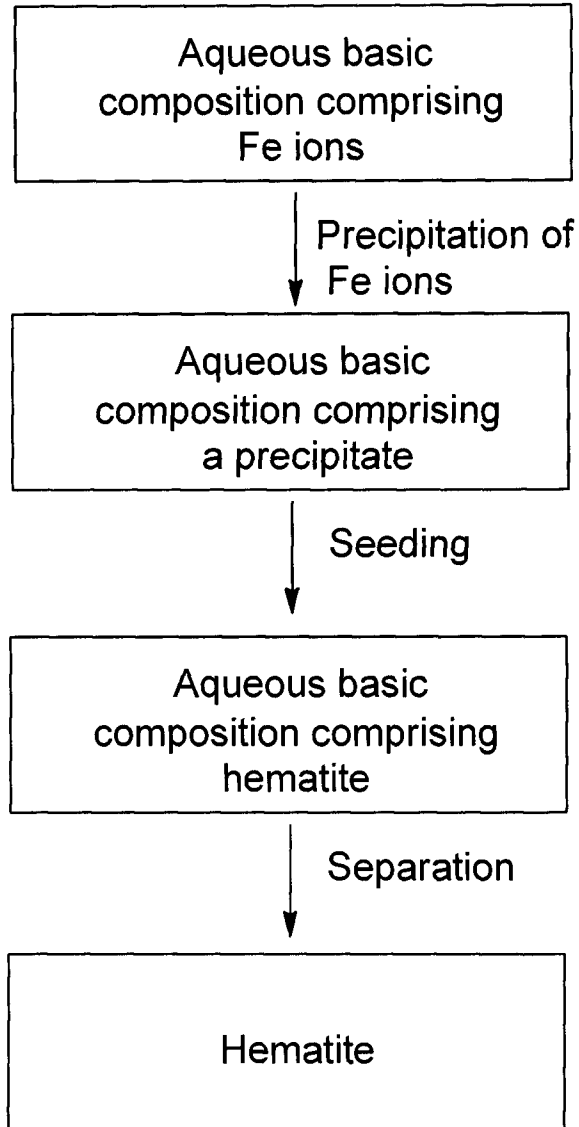 Aqueous basic
composition comprising
Fe ions
Precipitation of
Fe ions
Aqueous basic
composition comprising
a precipitate
Seeding
Aqueous basic
composition comprising
hematite
Separation
Hematite